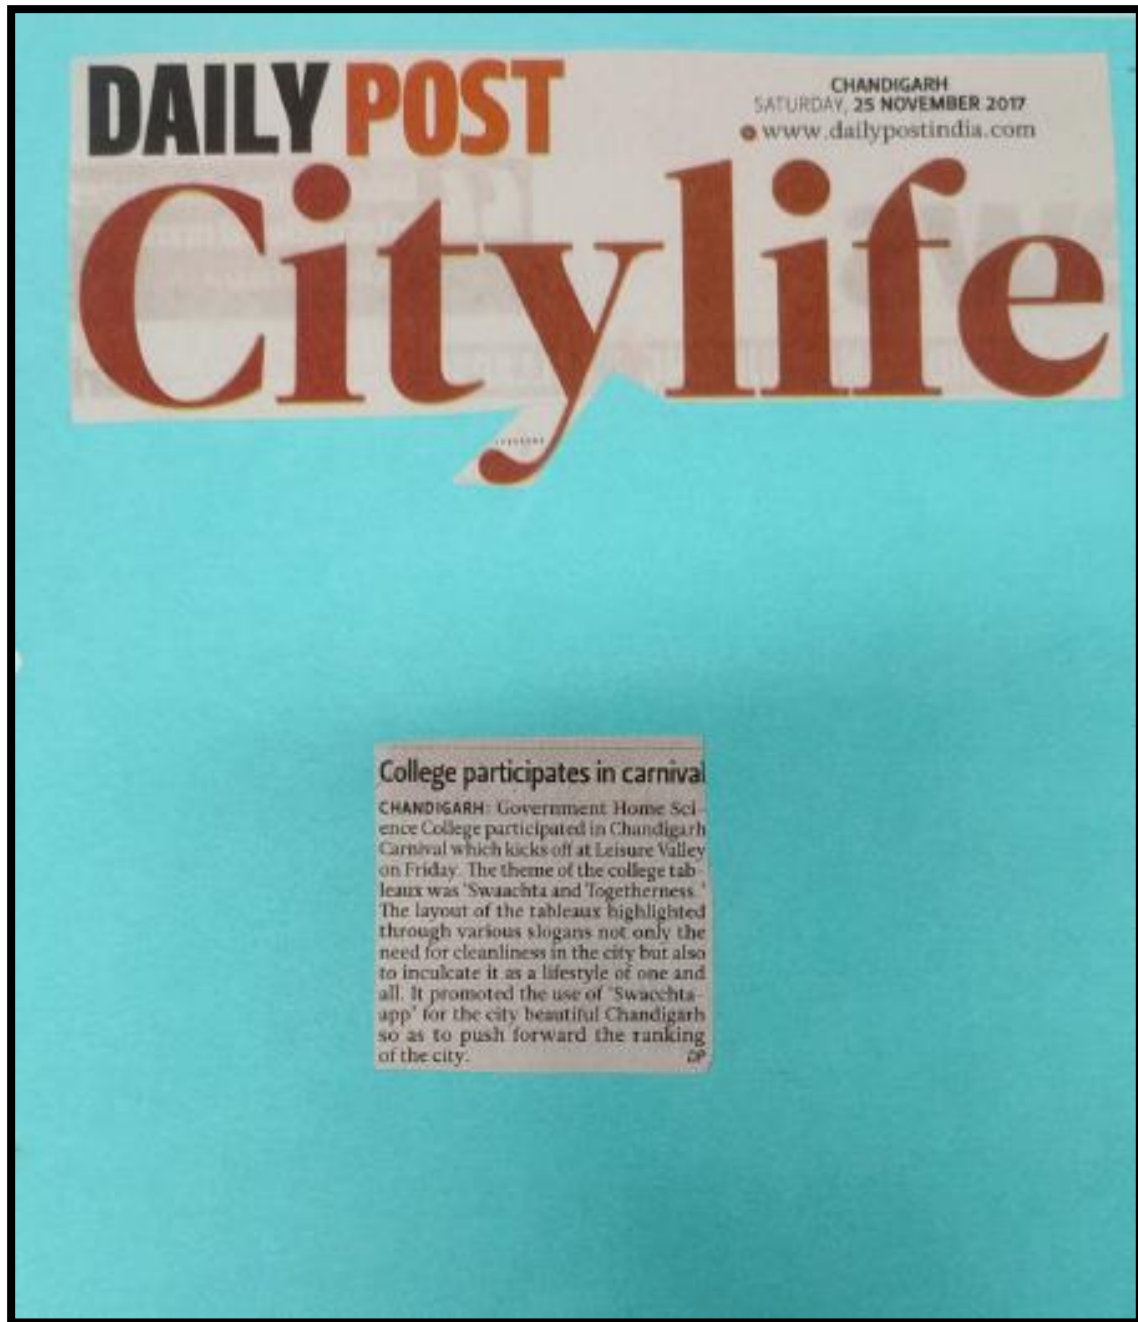 DAILY POST
CHANDIGARH
SATURDAY, 25 NOVEMBER 2017
www.dailypostindia.com
Citylife
College participates in carnival
CHANDIGARH: Government Home Sci-
ence College participated in Chandigarh
Carnival which kicks off at Leisure Valley
on Friday. The theme of the college tab-
leaux was 'Swaachta and Togetherness.'
The layout of the tableaux highlighted
through various slogans not only the
need for cleanliness in the city but also
to inculcate it as a lifestyle of one and
all. It promoted the use of 'Swacchta-
app' for the city beautiful Chandigarh
so as to push forward the ranking
of the city. DP